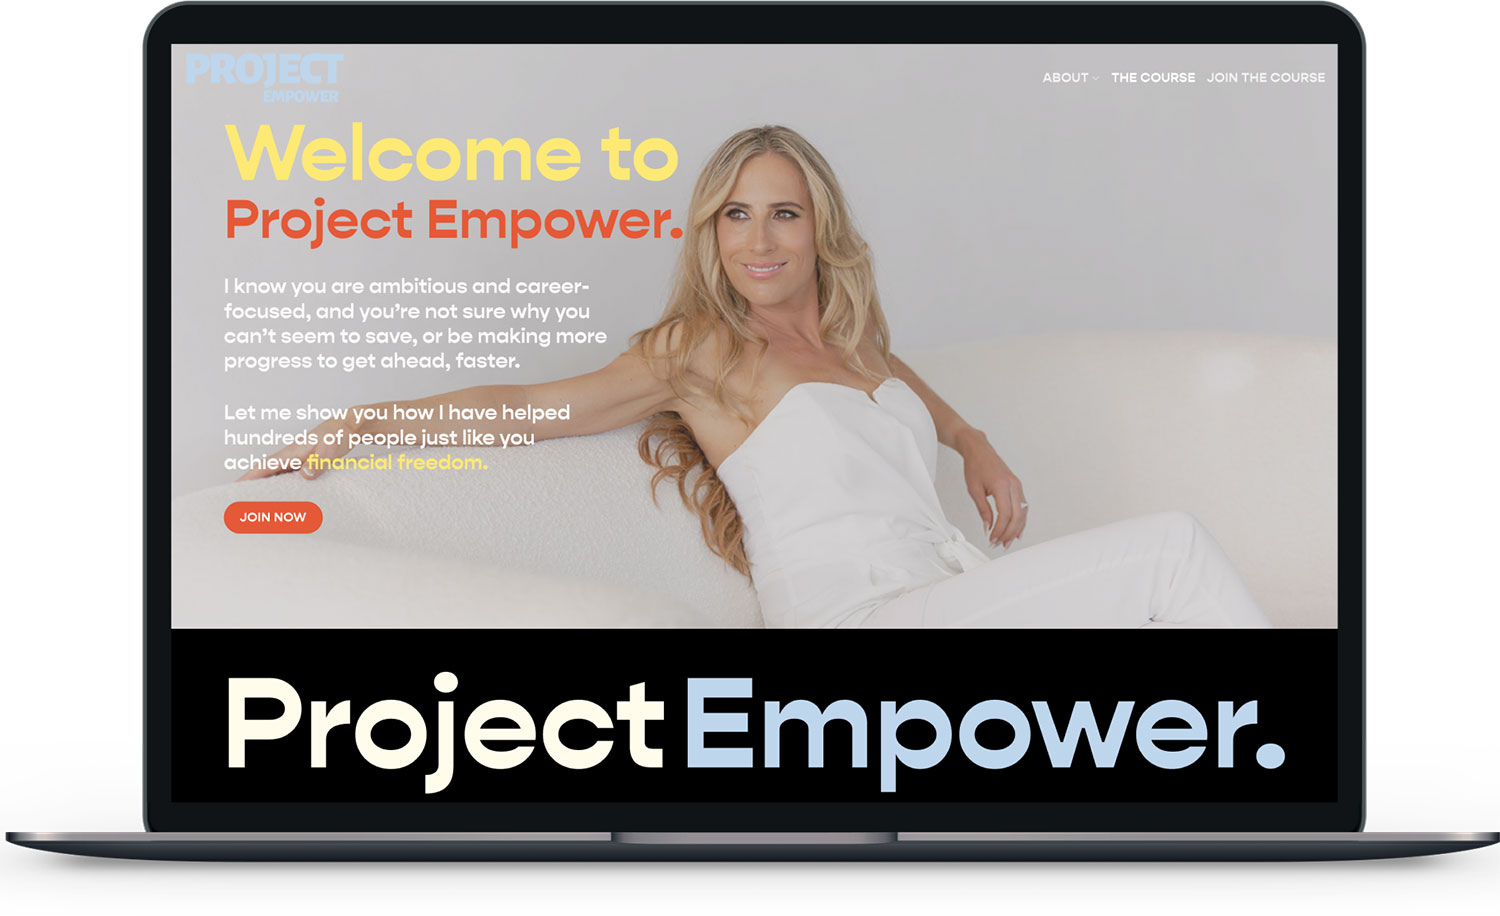 PROJECT
EMPOWER
ABOUT THE COURSE JOIN THE COURSE
Welcome to
Project Empower.
I know you are ambitious and career-
focused, and you're not sure why you
can't seem to save, or be making more
progress to get ahead, faster.
Let me show you how I have helped
hundreds of people just like you
achieve financial freedom.
JOIN NOW
Project Empower.